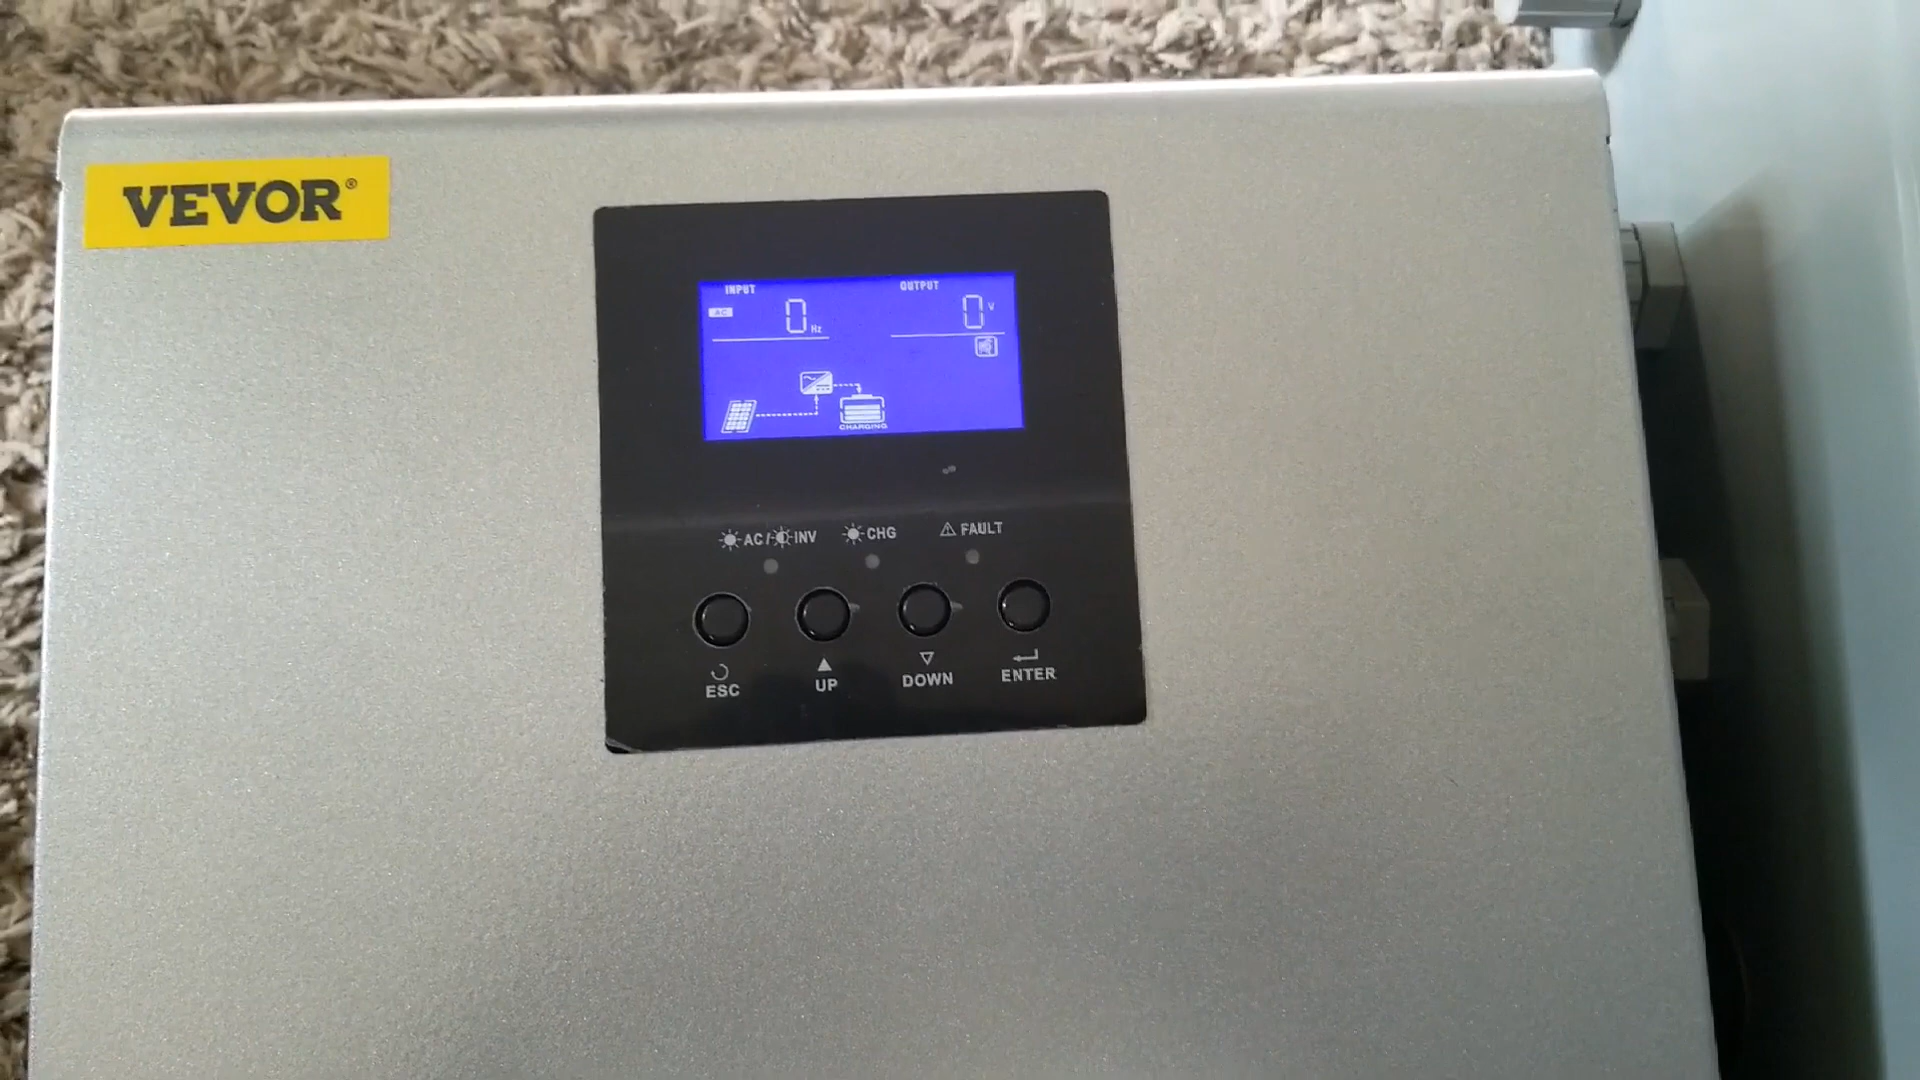 VEVOR®
INPUT
OUTPUT
AC
0 Hz
0 V
CHARGING
AC/ INV
CHG
FAULT
ESC
UP
DOWN
ENTER